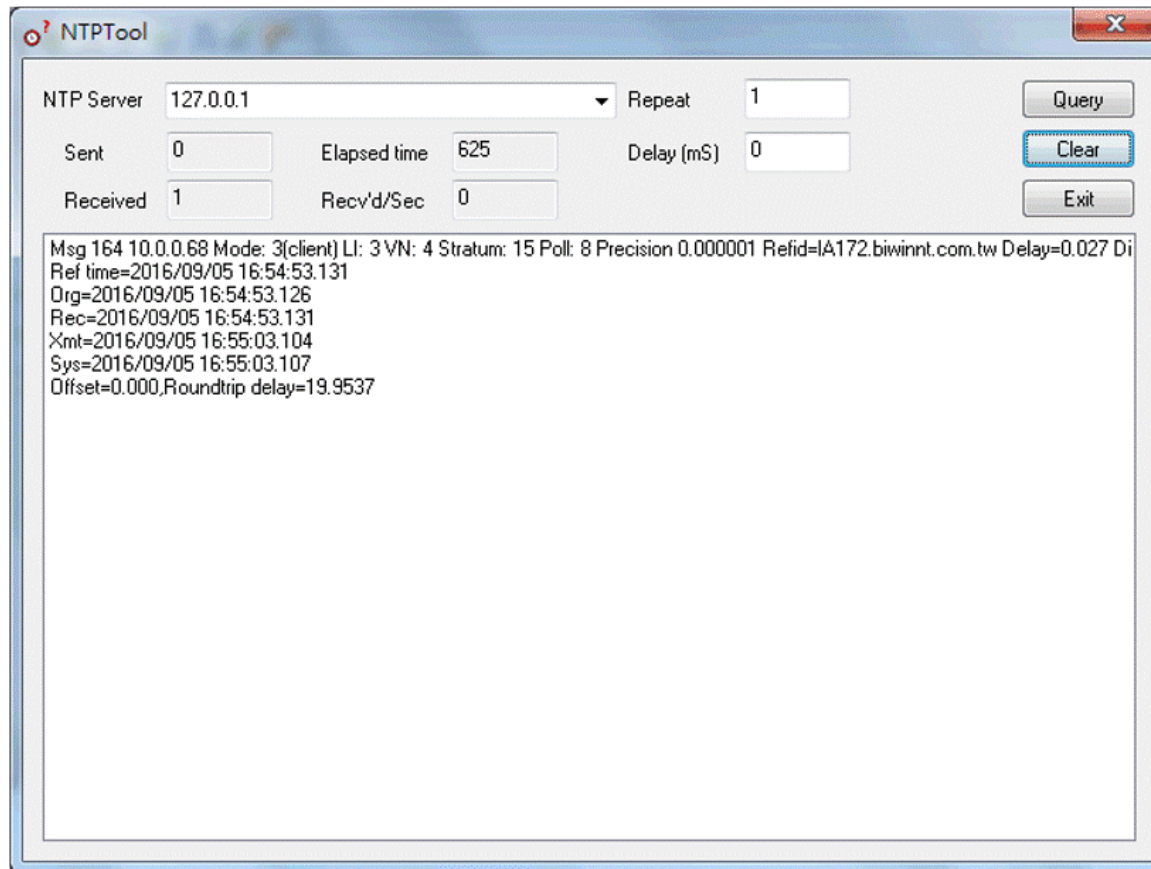 NTPTool
NTP Server 127.0.0.1 Repeat 1 Query
Sent 0 Elapsed time 625 Delay (mS) 0 Clear
Received 1 Recv'd/Sec 0 Exit
Msg 164 10.0.0.68 Mode: 3(client) LI: 3 VN: 4 Stratum: 15 Poll: 8 Precision 0.000001 Refid=IA172.biwinnt.com.tw Delay=0.027 Di
Ref time=2016/09/05 16:54:53.131
Org=2016/09/05 16:54:53.126
Rec=2016/09/05 16:54:53.131
Xmt=2016/09/05 16:55:03.104
Sys=2016/09/05 16:55:03.107
Offset=0.000,Roundtrip delay=19.9537